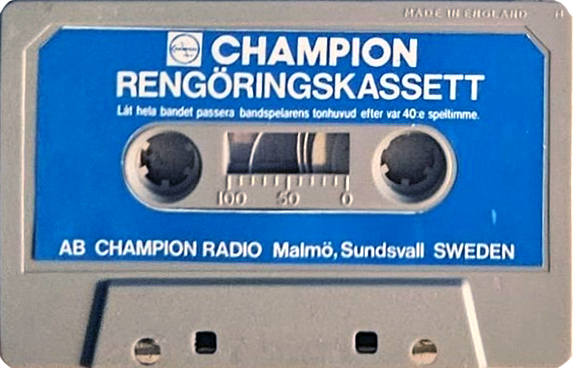 MADE IN ENGLAND
CHAMPION
RENGÖRINGSKASSETT
Låt hela bandet passera bandspelarens tonhuvud efter var 40:e speltimme.
100 50 0
AB CHAMPION RADIO Malmö, Sundsvall SWEDEN